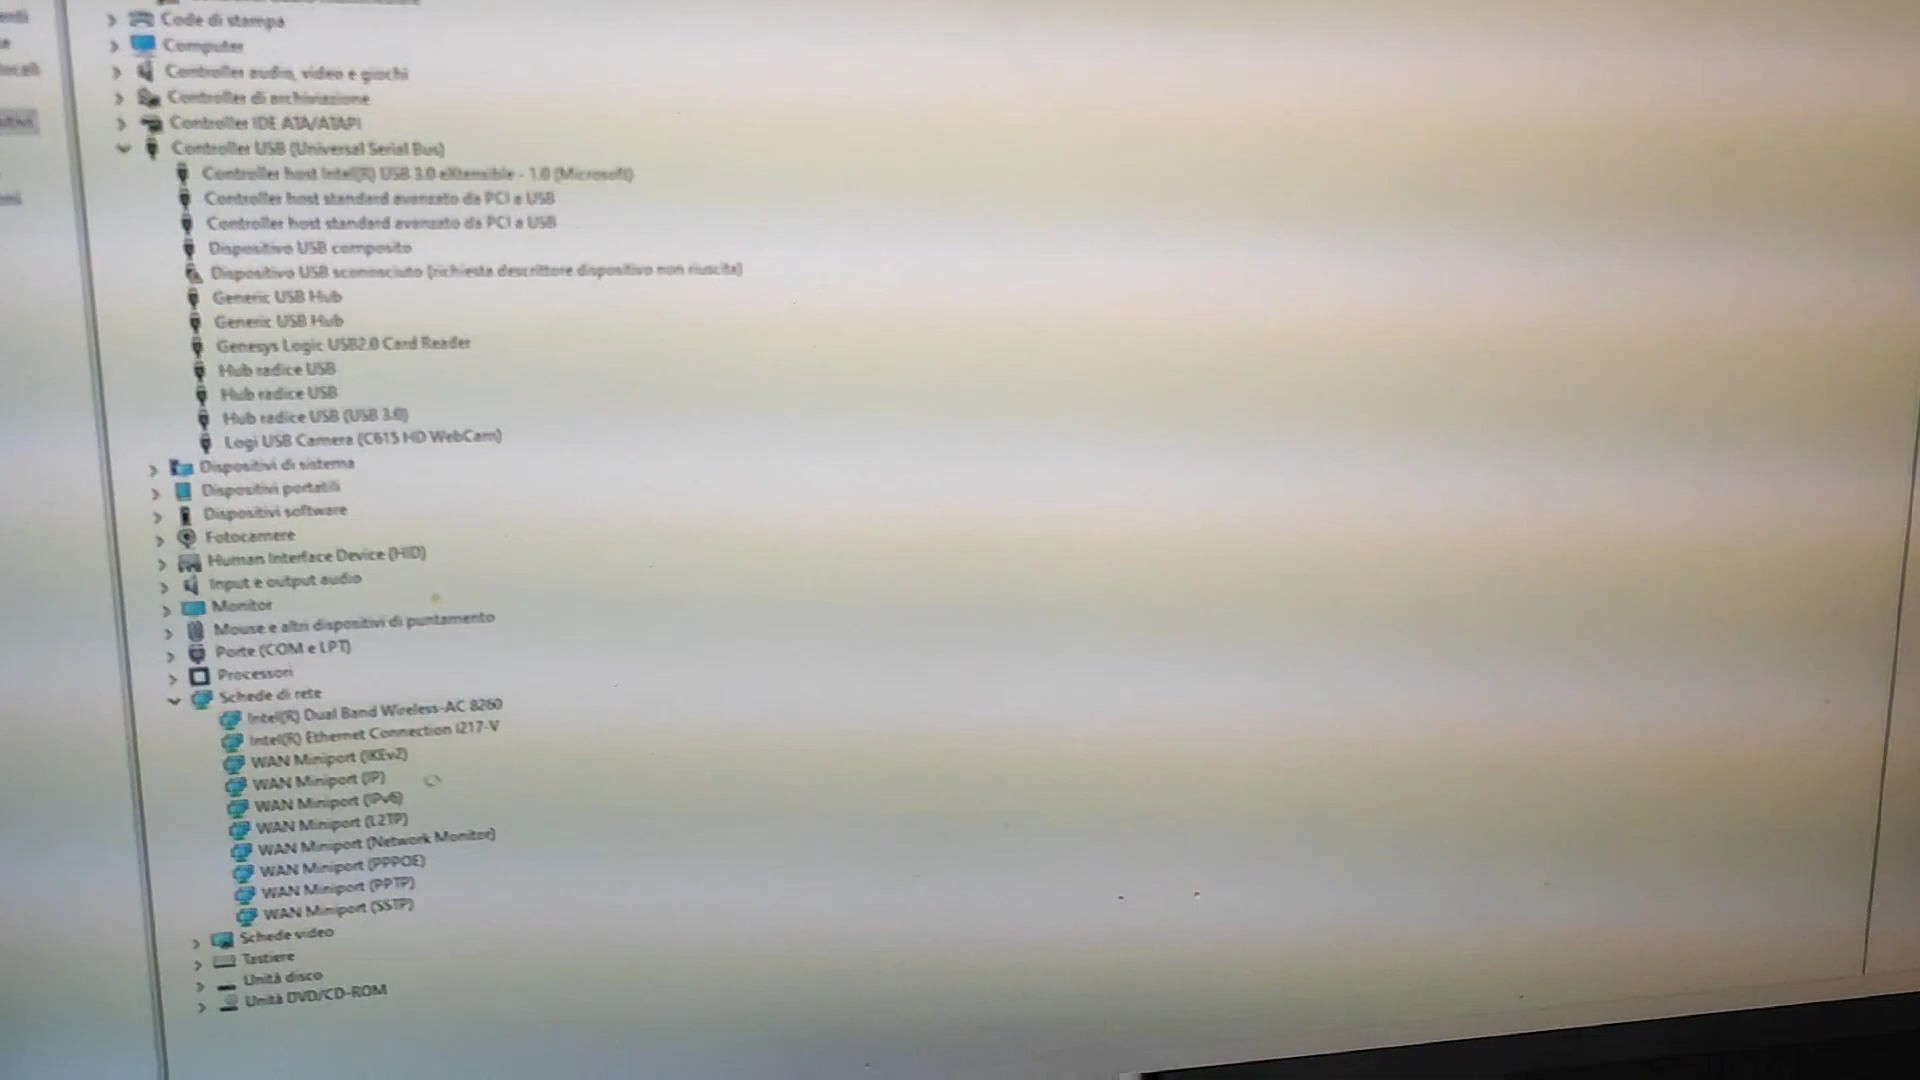 Code di stampa
Computer
Controller audio, video e giochi
Controller di archiviazione
Controller IDE ATA/ATAPI
Controller USB (Universal Serial Bus)
Controller host Intel(R) USB 3.0 eXtensible - 1.0 (Microsoft)
Controller host standard avanzato da PCI a USB
Controller host standard avanzato da PCI a USB
Dispositivo USB composito
Dispositivo USB sconosciuto (richiesta descrittore dispositivo non riuscita)
Generic USB Hub
Generic USB Hub
Genesys Logic USB2.0 Card Reader
Hub radice USB
Hub radice USB
Hub radice USB (USB 3.0)
Logi USB Camera (C615 HD WebCam)
Dispositivi di sistema
Dispositivi portatili
Dispositivi software
Fotocamere
Human Interface Device (HID)
Input e output audio
Monitor
Mouse e altri dispositivi di puntamento
Porte (COM e LPT)
Processori
Schede di rete
Intel(R) Dual Band Wireless-AC 8260
Intel(R) Ethernet Connection I217-V
WAN Miniport (IKEv2)
WAN Miniport (IP)
WAN Miniport (IPv6)
WAN Miniport (L2TP)
WAN Miniport (Network Monitor)
WAN Miniport (PPPOE)
WAN Miniport (PPTP)
WAN Miniport (SSTP)
Schede video
Tastiere
Unità disco
Unità DVD/CD-ROM